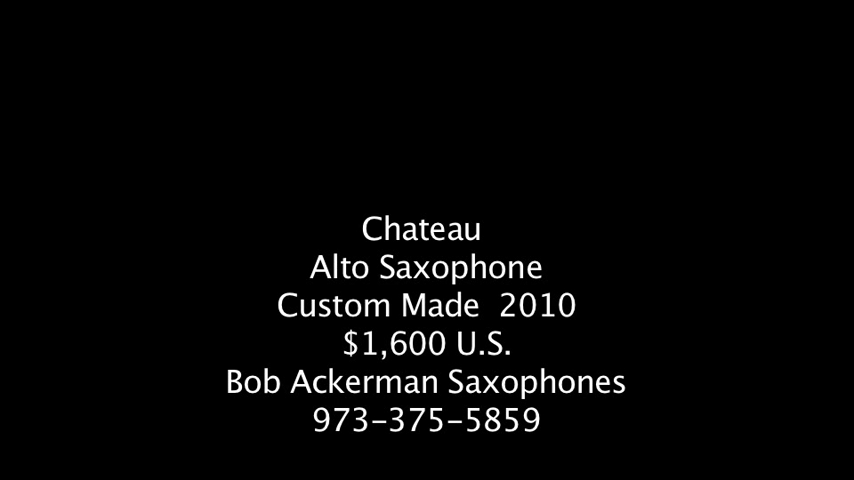 Chateau
Alto Saxophone
Custom Made  2010
$1,600 U.S.
Bob Ackerman Saxophones
973-375-5859